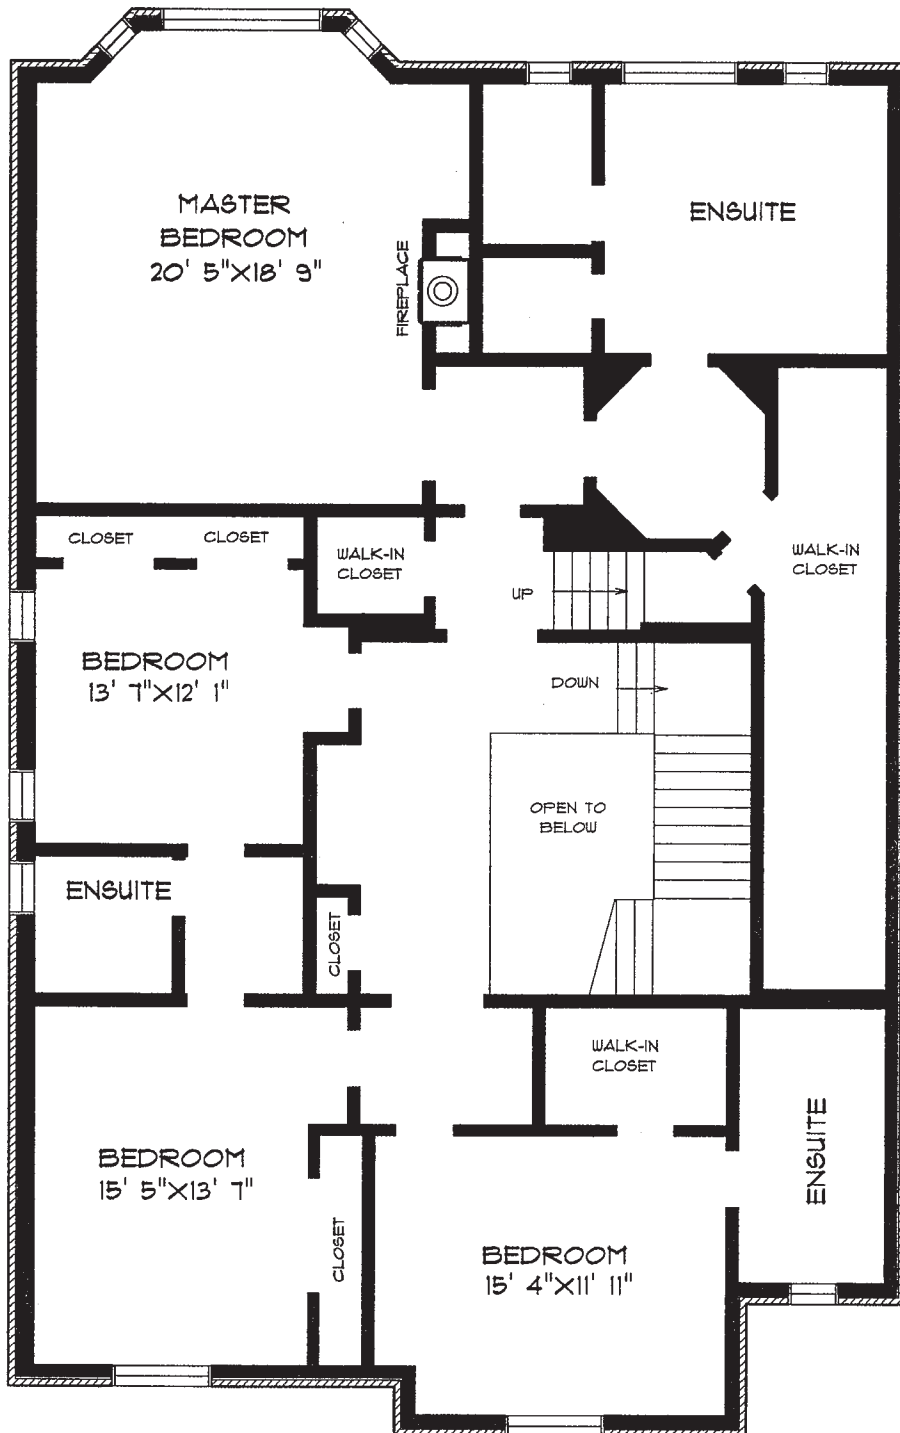 MASTER
BEDROOM
20' 5"X18' 9"
FIREPLACE
ENSUITE
CLOSET
CLOSET
WALK-IN
CLOSET
WALK-IN
CLOSET
UP
BEDROOM
13' 7"X12' 1"
DOWN
OPEN TO
BELOW
ENSUITE
CLOSET
WALK-IN
CLOSET
ENSUITE
BEDROOM
15' 5"X13' 7"
CLOSET
BEDROOM
15' 4"X11' 11"